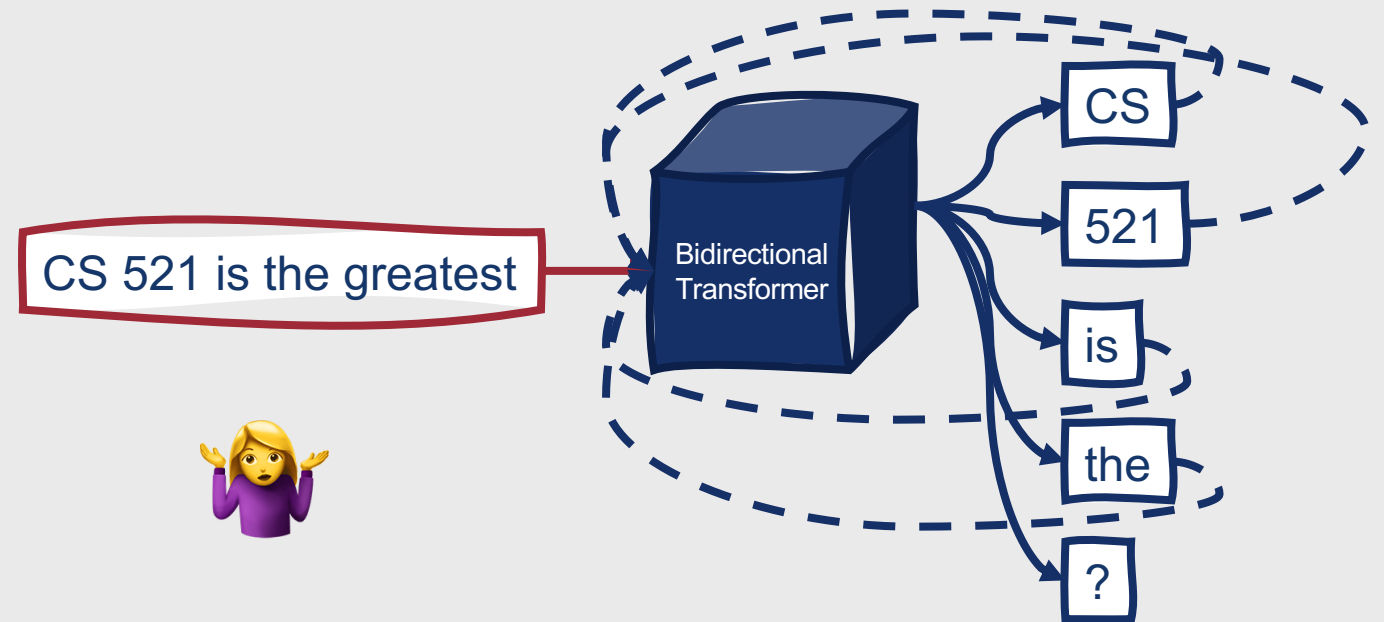 CS 521 is the greatest
Bidirectional
Transformer
CS
521
is
the
?